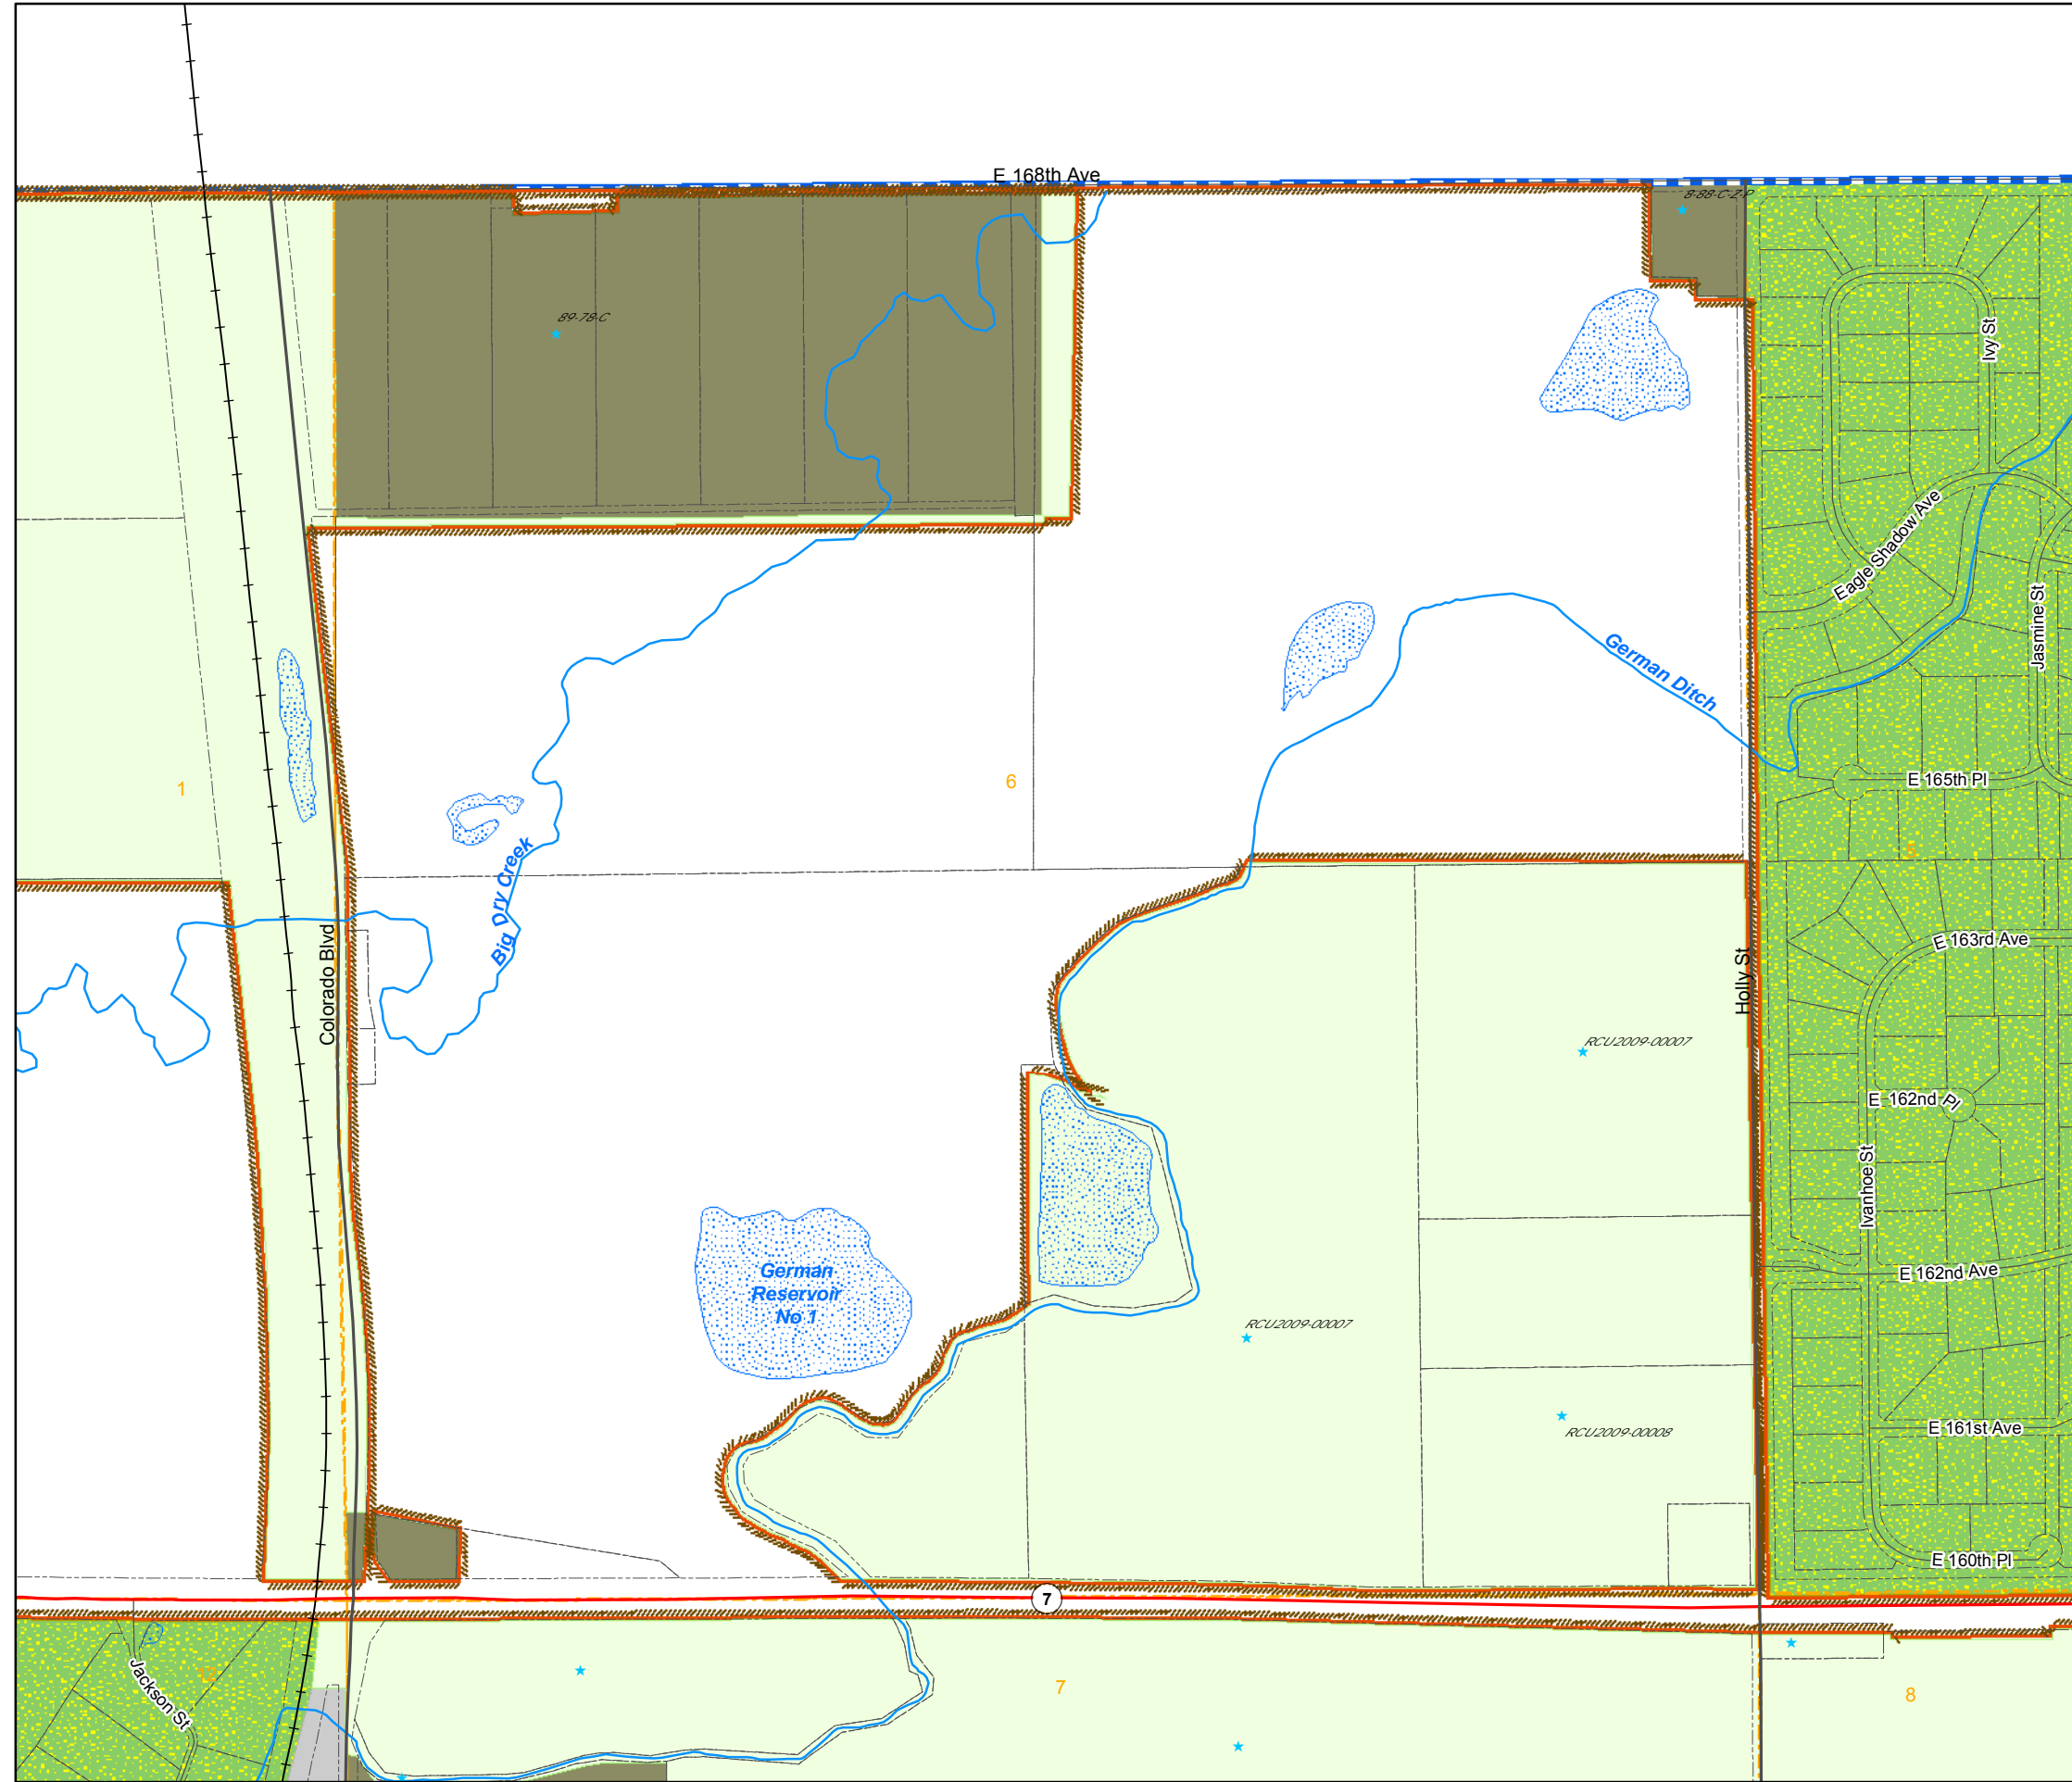 E 168th Ave
8-88-C-Z-P
89-78-C
Ivy St
Eagle Shadow Ave
Jasmine St
German Ditch
E 165th Pl
1
6
5
Big Dry Creek
Colorado Blvd
E 163rd Ave
Holly St
RCU2009-00007
E 162nd Pl
Ivanhoe St
German
Reservoir
No 1
E 162nd Ave
RCU2009-00007
RCU2009-00008
E 161st Ave
E 160th Pl
7
12
Jackson St
7
8